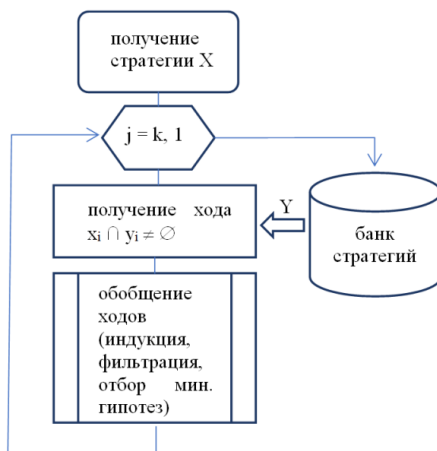 получение
стратегии X
j = k, 1
получение хода
xᵢ ∩ yᵢ ≠ ∅
Y
банк
стратегий
обобщение
ходов
(индукция,
фильтрация,
отбор мин.
гипотез)